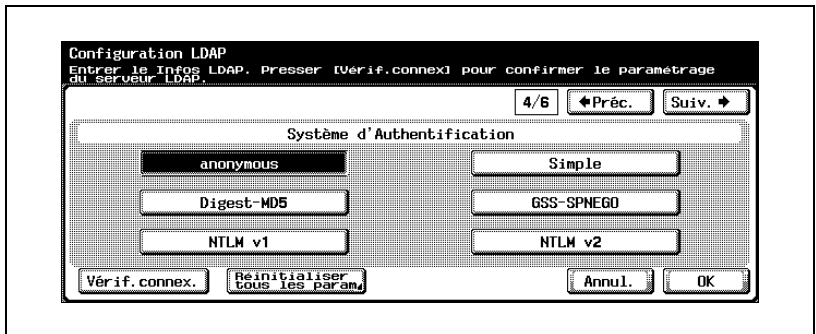 Configuration LDAP
Entrer le Infos LDAP. Presser [Vérif.connex] pour confirmer le paramétrage
du serveur LDAP.
4/6 Préc. Suiv.
Système d'Authentification
anonymous Simple
Digest-MD5 GSS-SPNEGO
NTLM v1 NTLM v2
Vérif.connex. Réinitialiser
tous les param. Annul. OK